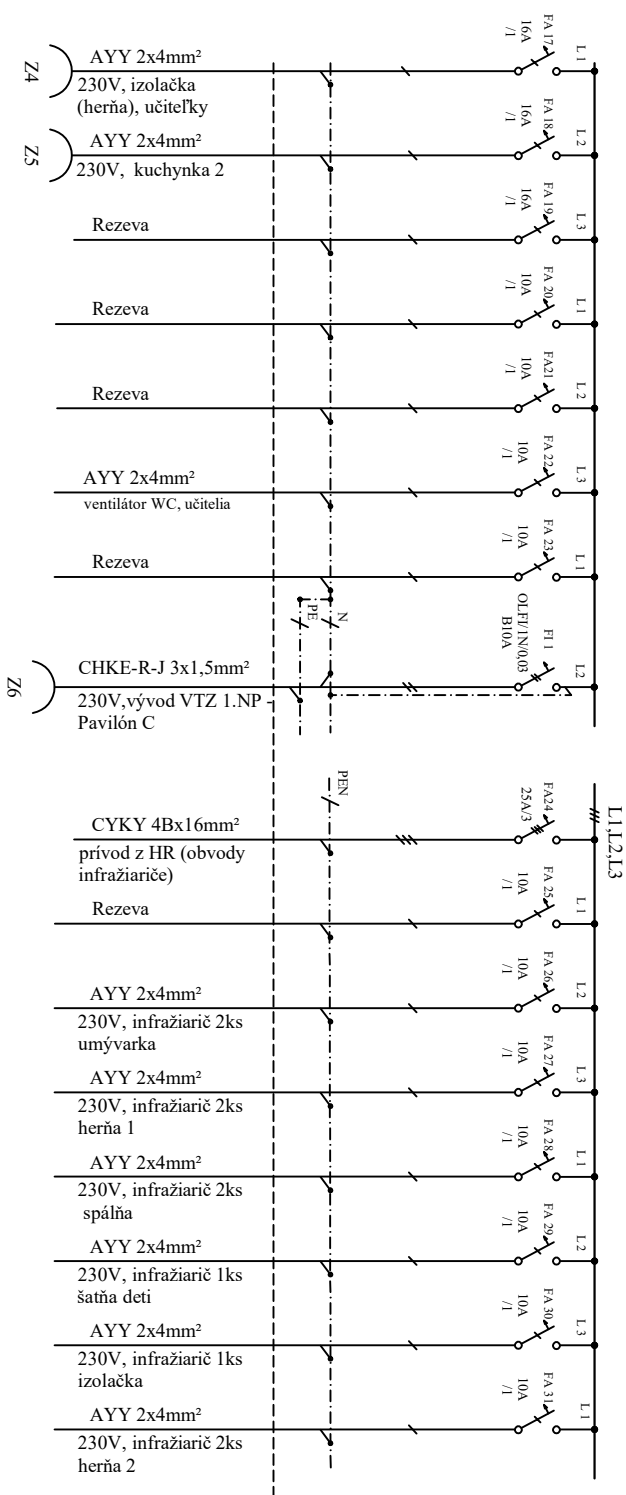 Z4
AYY 2x4mm²
230V, izolačka
(herňa), učiteľky
FA 17
16A
/1
L1
Z5
AYY 2x4mm²
230V, kuchynka 2
FA 18
16A
/1
L2
Rezeva
FA 19
16A
/1
L3
Rezeva
FA 20
10A
/1
L1
Rezeva
FA21
10A
/1
L2
AYY 2x4mm²
ventilátor WC, učitelia
FA 22
10A
/1
L3
Rezeva
FA 23
10A
/1
L1
PE
N
Z6
CHKE-R-J 3x1,5mm²
230V,vývod VTZ 1.NP -
Pavilón C
FI 1
OLFI/1N/0,03
B10A
L2
L1,L2,L3
PEN
CYKY 4Bx16mm²
prívod z HR (obvody
infražiariče)
FA24
25A/3
Rezeva
FA 25
10A
/1
L1
AYY 2x4mm²
230V, infražiarič 2ks
umývarka
FA 26
10A
/1
L2
AYY 2x4mm²
230V, infražiarič 2ks
herňa 1
FA 27
10A
/1
L3
AYY 2x4mm²
230V, infražiarič 2ks
spálňa
FA 28
10A
/1
L1
AYY 2x4mm²
230V, infražiarič 1ks
šatňa deti
FA 29
10A
/1
L2
AYY 2x4mm²
230V, infražiarič 1ks
izolačka
FA 30
10A
/1
L3
AYY 2x4mm²
230V, infražiarič 2ks
herňa 2
FA 31
10A
/1
L1